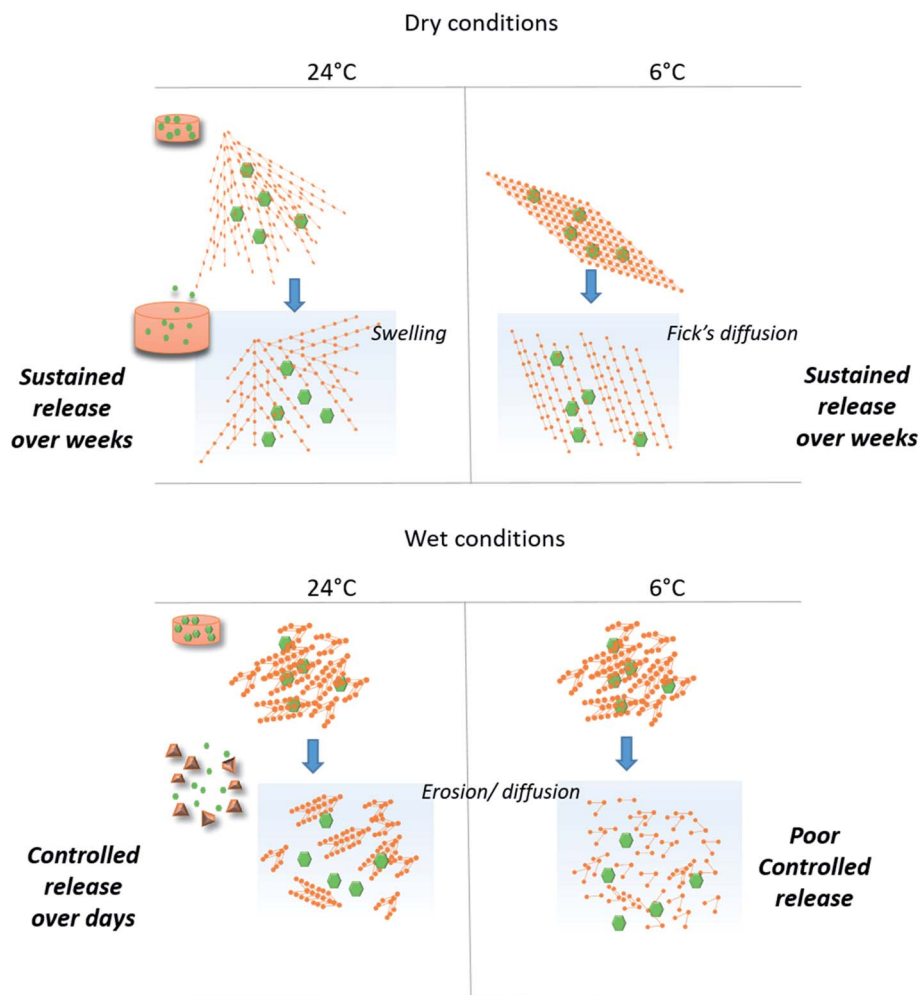 Dry conditions
24°C
6°C
Swelling
Fick's diffusion
Sustained
release
over weeks
Sustained
release
over weeks
Wet conditions
24°C
6°C
Erosion/ diffusion
Controlled
release
over days
Poor
Controlled
release